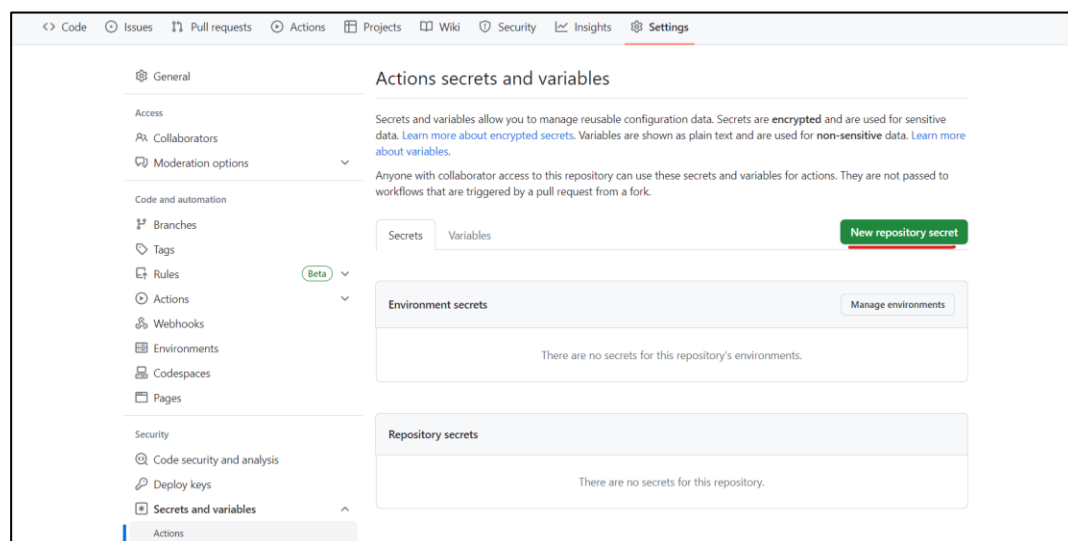 Code Issues Pull requests Actions Projects Wiki Security Insights Settings
General
Access
Collaborators
Moderation options
Code and automation
Branches
Tags
Rules Beta
Actions
Webhooks
Environments
Codespaces
Pages
Security
Code security and analysis
Deploy keys
Secrets and variables
Actions
Actions secrets and variables
Secrets and variables allow you to manage reusable configuration data. Secrets are encrypted and are used for sensitive
data. Learn more about encrypted secrets. Variables are shown as plain text and are used for non-sensitive data. Learn more
about variables.
Anyone with collaborator access to this repository can use these secrets and variables for actions. They are not passed to
workflows that are triggered by a pull request from a fork.
Secrets Variables New repository secret
Environment secrets Manage environments
There are no secrets for this repository's environments.
Repository secrets
There are no secrets for this repository.